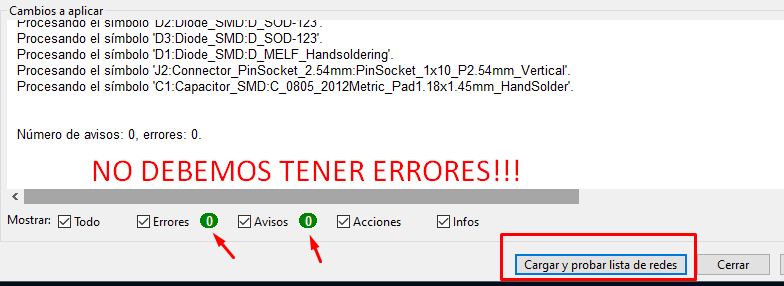 Cambios a aplicar
Procesando el símbolo 'D2:Diode_SMD:D_SOD-123'.
Procesando el símbolo 'D3:Diode_SMD:D_SOD-123'.
Procesando el símbolo 'D1:Diode_SMD:D_MELF_Handsoldering'.
Procesando el símbolo 'J2:Connector_PinSocket_2.54mm:PinSocket_1x10_P2.54mm_Vertical'.
Procesando el símbolo 'C1:Capacitor_SMD:C_0805_2012Metric_Pad1.18x1.45mm_HandSolder'.
Número de avisos: 0, errores: 0.
NO DEBEMOS TENER ERRORES!!!
Mostrar: Todo Errores 0 Avisos 0 Acciones Infos
Cargar y probar lista de redes Cerrar